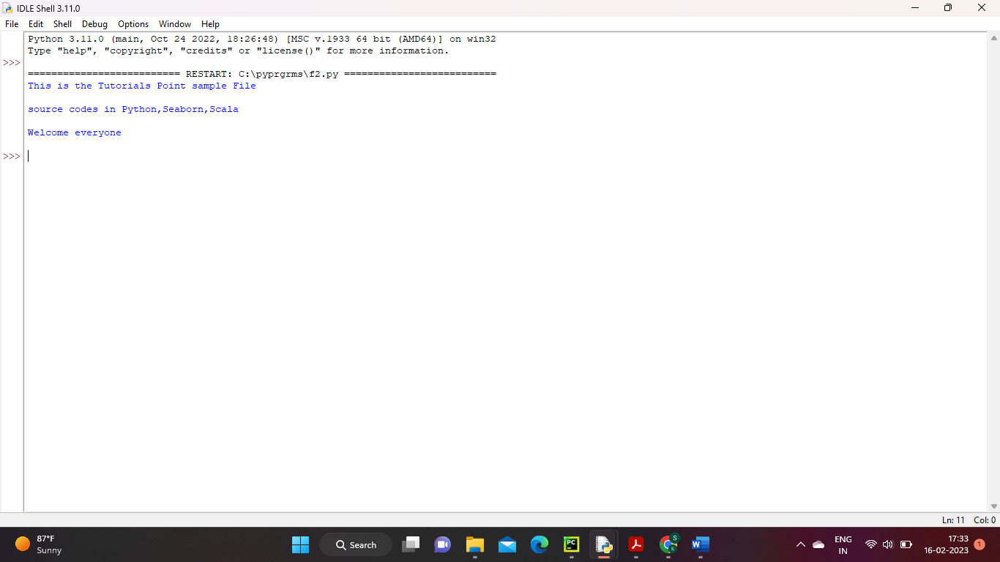 IDLE Shell 3.11.0
File Edit Shell Debug Options Window Help
Python 3.11.0 (main, Oct 24 2022, 18:26:48) [MSC v.1933 64 bit (AMD64)] on win32
Type "help", "copyright", "credits" or "license()" for more information.
>>>
========================== RESTART: C:\pyprgrms\f2.py ==========================
This is the Tutorials Point sample File
source codes in Python,Seaborn,Scala
Welcome everyone
>>>
Ln: 11 Col: 0
87°F
Sunny
Search
PC
S
S
W
ENG
IN
17:33
16-02-2023
1